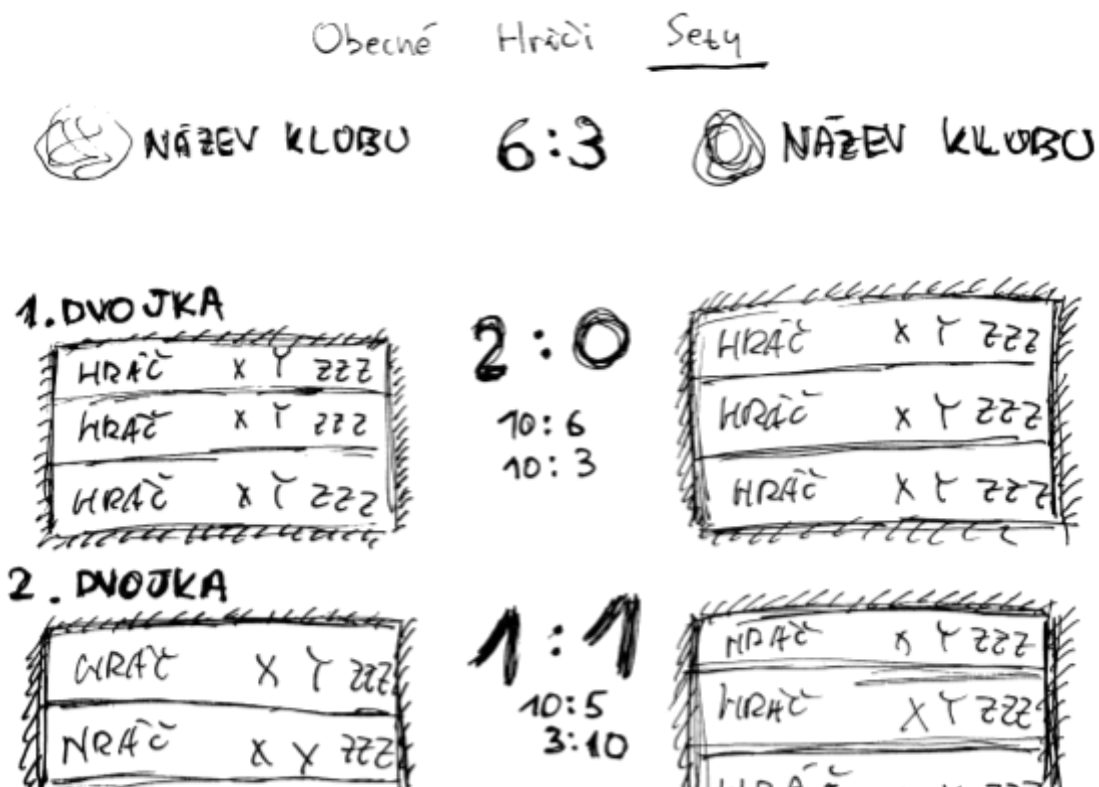 Obecné Hráči Sety
NÁZEV KLUBU 6:3 NÁZEV KLUBU
1. DVOJKA
2:0
HRÁČ X Y ZZZ
HRÁČ X Y ZZZ
HRÁČ X Y ZZZ
10:6
10:3
HRÁČ X Y ZZZ
HRÁČ X Y ZZZ
HRÁČ X Y ZZZ
2. DVOJKA
1:1
HRÁČ X Y ZZZ
HRÁČ X Y ZZZ
10:5
3:10
HRÁČ X Y ZZZ
HRÁČ X Y ZZZ